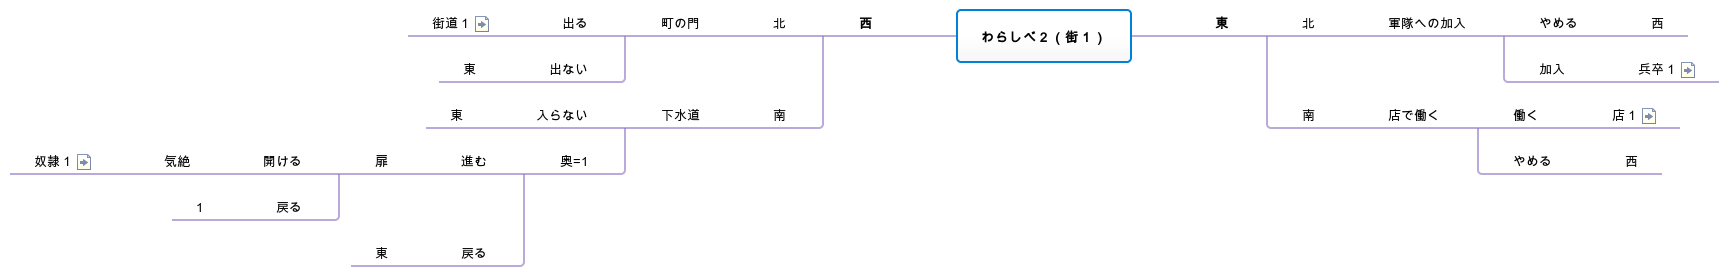 街道 1 出る 町の門 北 西 わらしべ２（街１） 東 北 軍隊への加入 やめる 西
東 出ない 加入 兵卒 1
東 入らない 下水道 南 南 店で働く 働く 店 1
奴隷 1 気絶 開ける 扉 進む 奥=1 やめる 西
1 戻る
東 戻る